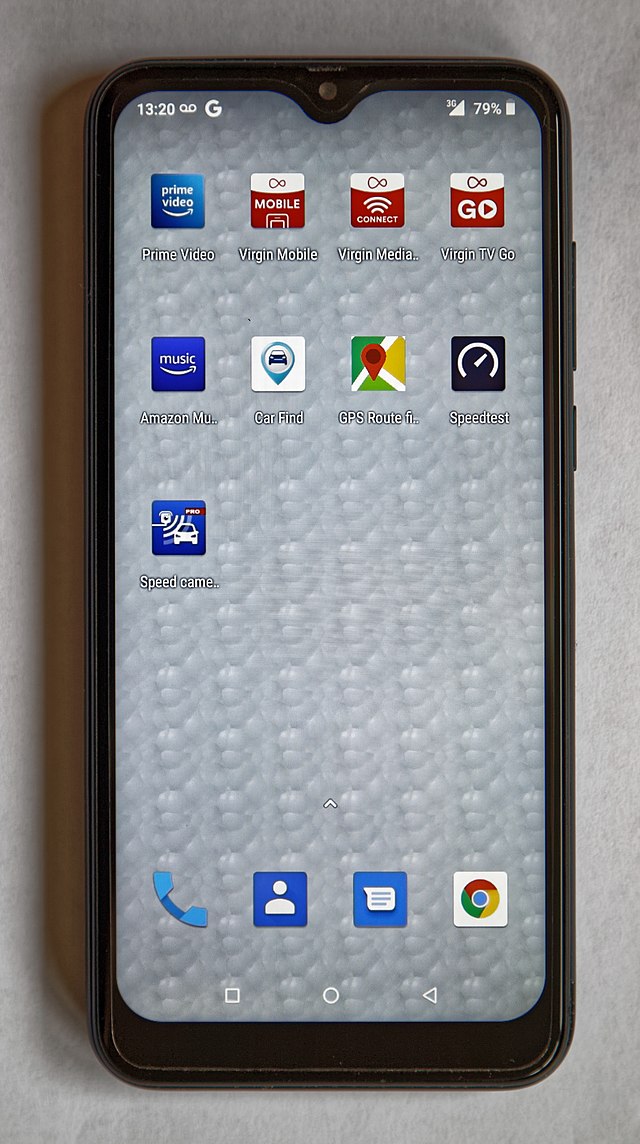 13:20 G 3G 79%
prime
video
MOBILE
CONNECT
GO
Prime Video Virgin Mobile Virgin Media.. Virgin TV Go
music
Amazon Mu.. Car Find GPS Route fi.. Speedtest
PRO
Speed came..